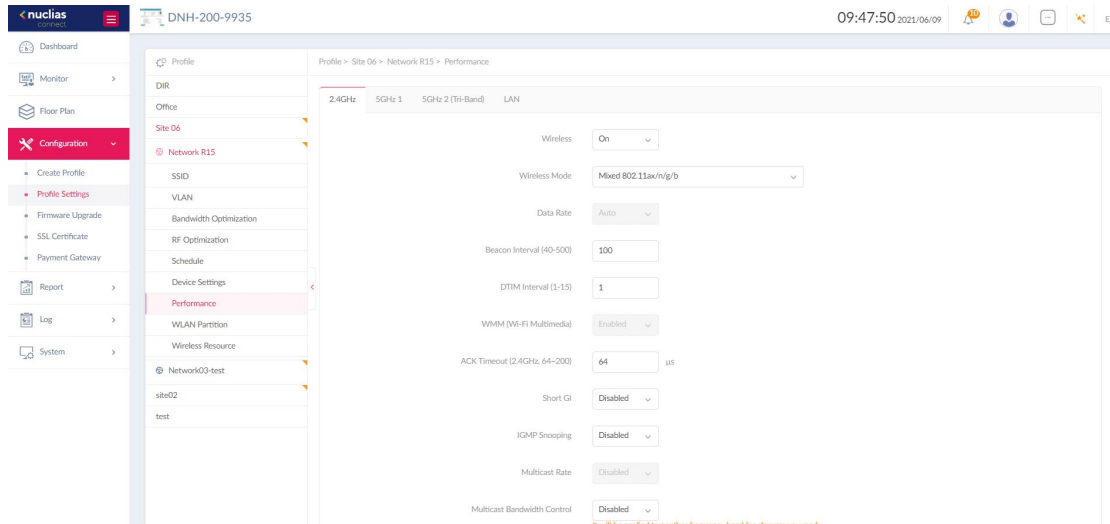 nuclias
connect
DNH-200-9935
09:47:50 2021/06/09
10
Dashboard
Monitor
Floor Plan
Configuration
Create Profile
Profile Settings
Firmware Upgrade
SSL Certificate
Payment Gateway
Report
Log
System
Profile
DIR
Office
Site 06
Network R15
SSID
VLAN
Bandwidth Optimization
RF Optimization
Schedule
Device Settings
Performance
WLAN Partition
Wireless Resource
Network03-test
site02
test
Profile > Site 06 > Network R15 > Performance
2.4GHz 5GHz 1 5GHz 2 (Tri-Band) LAN
Wireless On
Wireless Mode Mixed 802.11ax/n/g/b
Data Rate Auto
Beacon Interval (40-500) 100
DTIM Interval (1-15) 1
WMM (Wi-Fi Multimedia) Enabled
ACK Timeout (2.4GHz, 64~200) 64 µs
Short GI Disabled
IGMP Snooping Disabled
Multicast Rate Disabled
Multicast Bandwidth Control Disabled